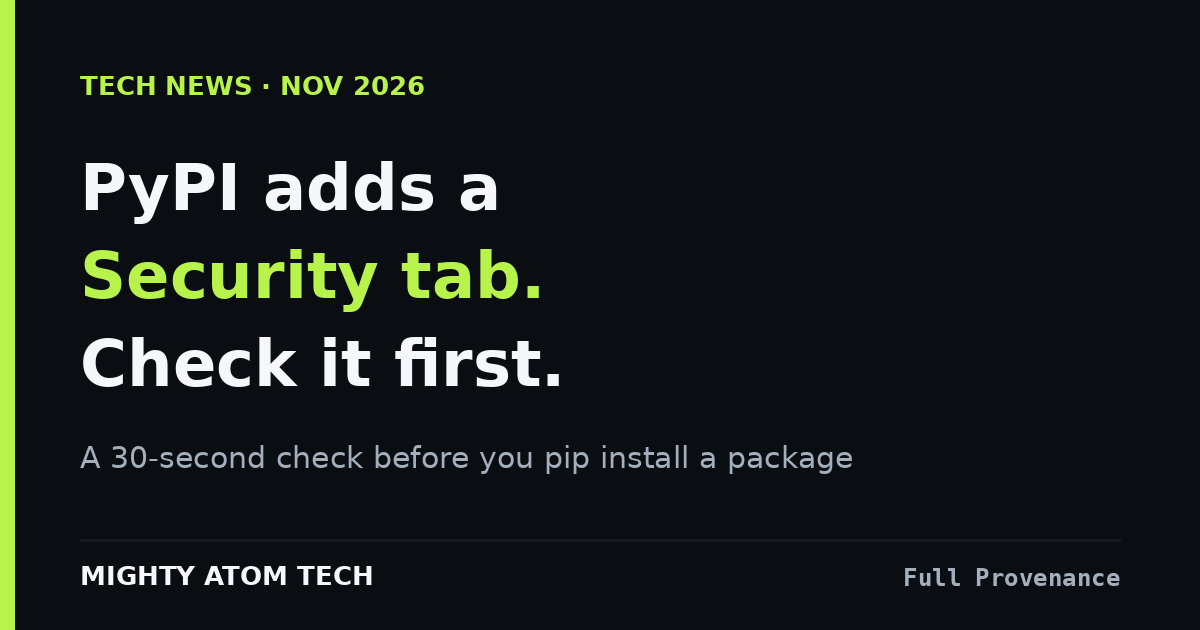 TECH NEWS · NOV 2026
PyPI adds a
Security tab.
Check it first.
A 30-second check before you pip install a package
MIGHTY ATOM TECH
Full Provenance